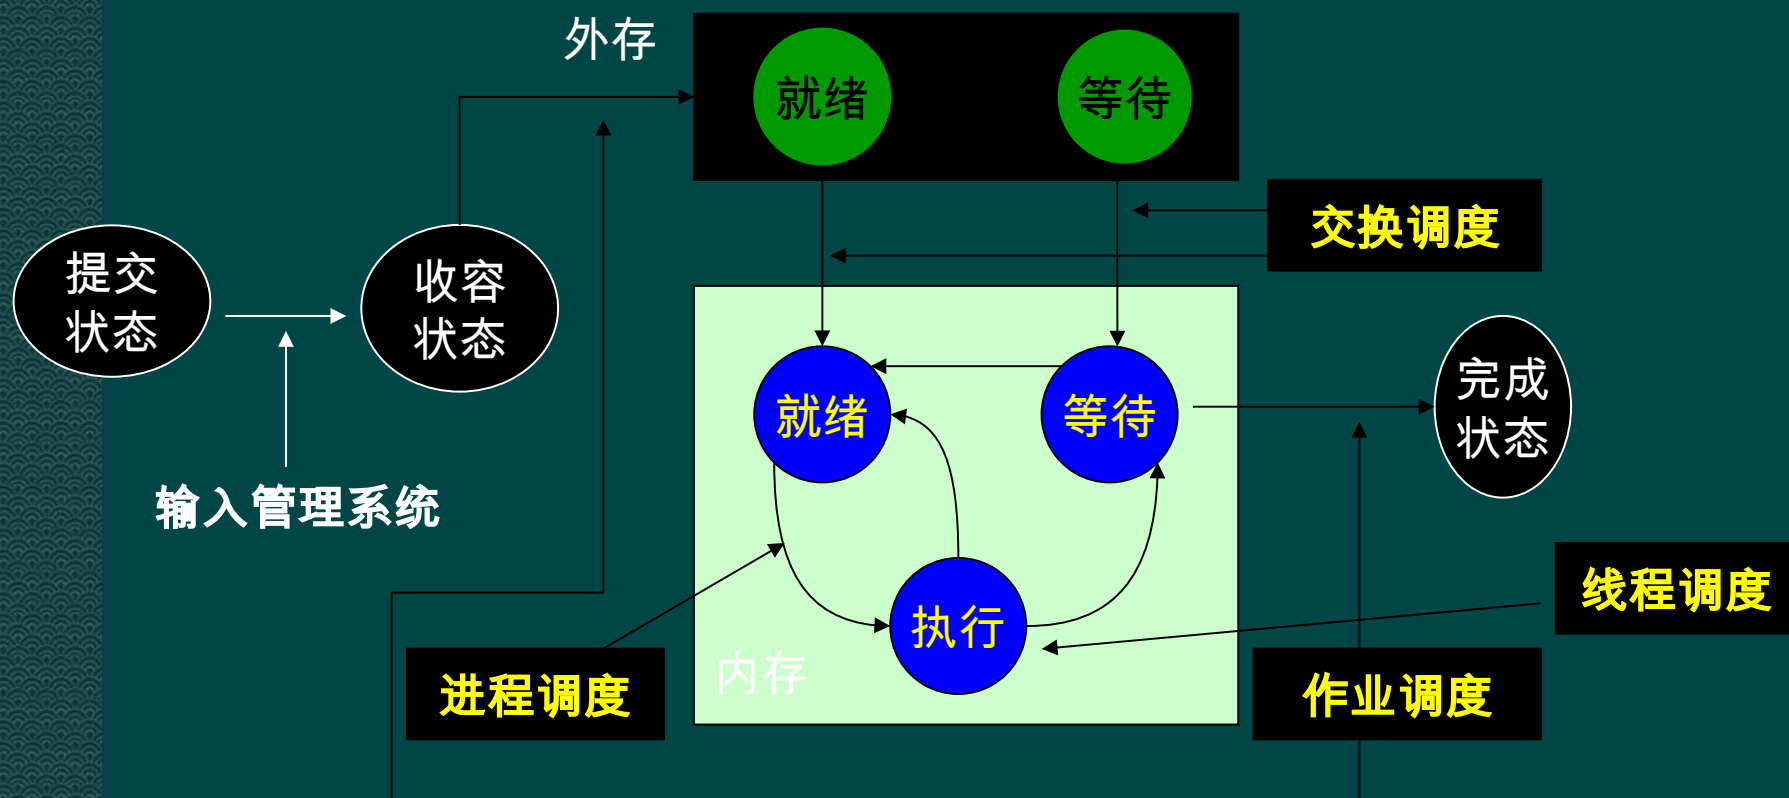 外存
就绪
等待
交换调度
提交
状态
收容
状态
就绪
等待
完成
状态
输入管理系统
线程调度
执行
内存
进程调度
作业调度